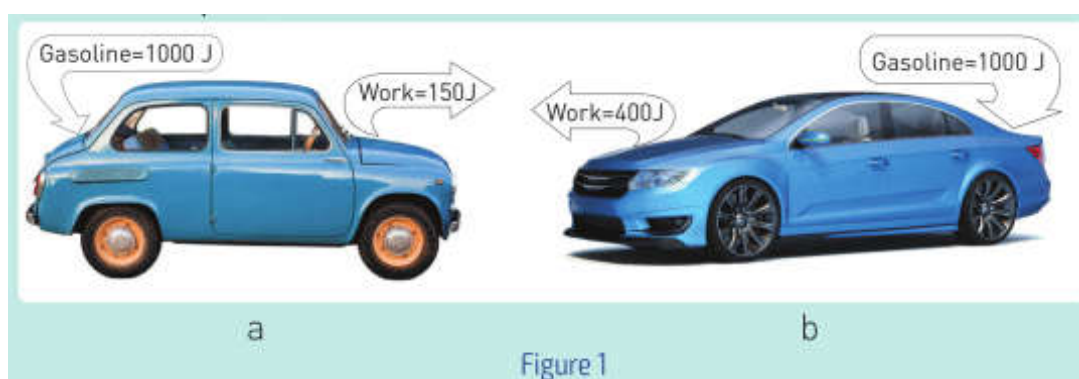 Gasoline=1000 J
Work=150J
Work=400J
Gasoline=1000 J
a
b
Figure 1